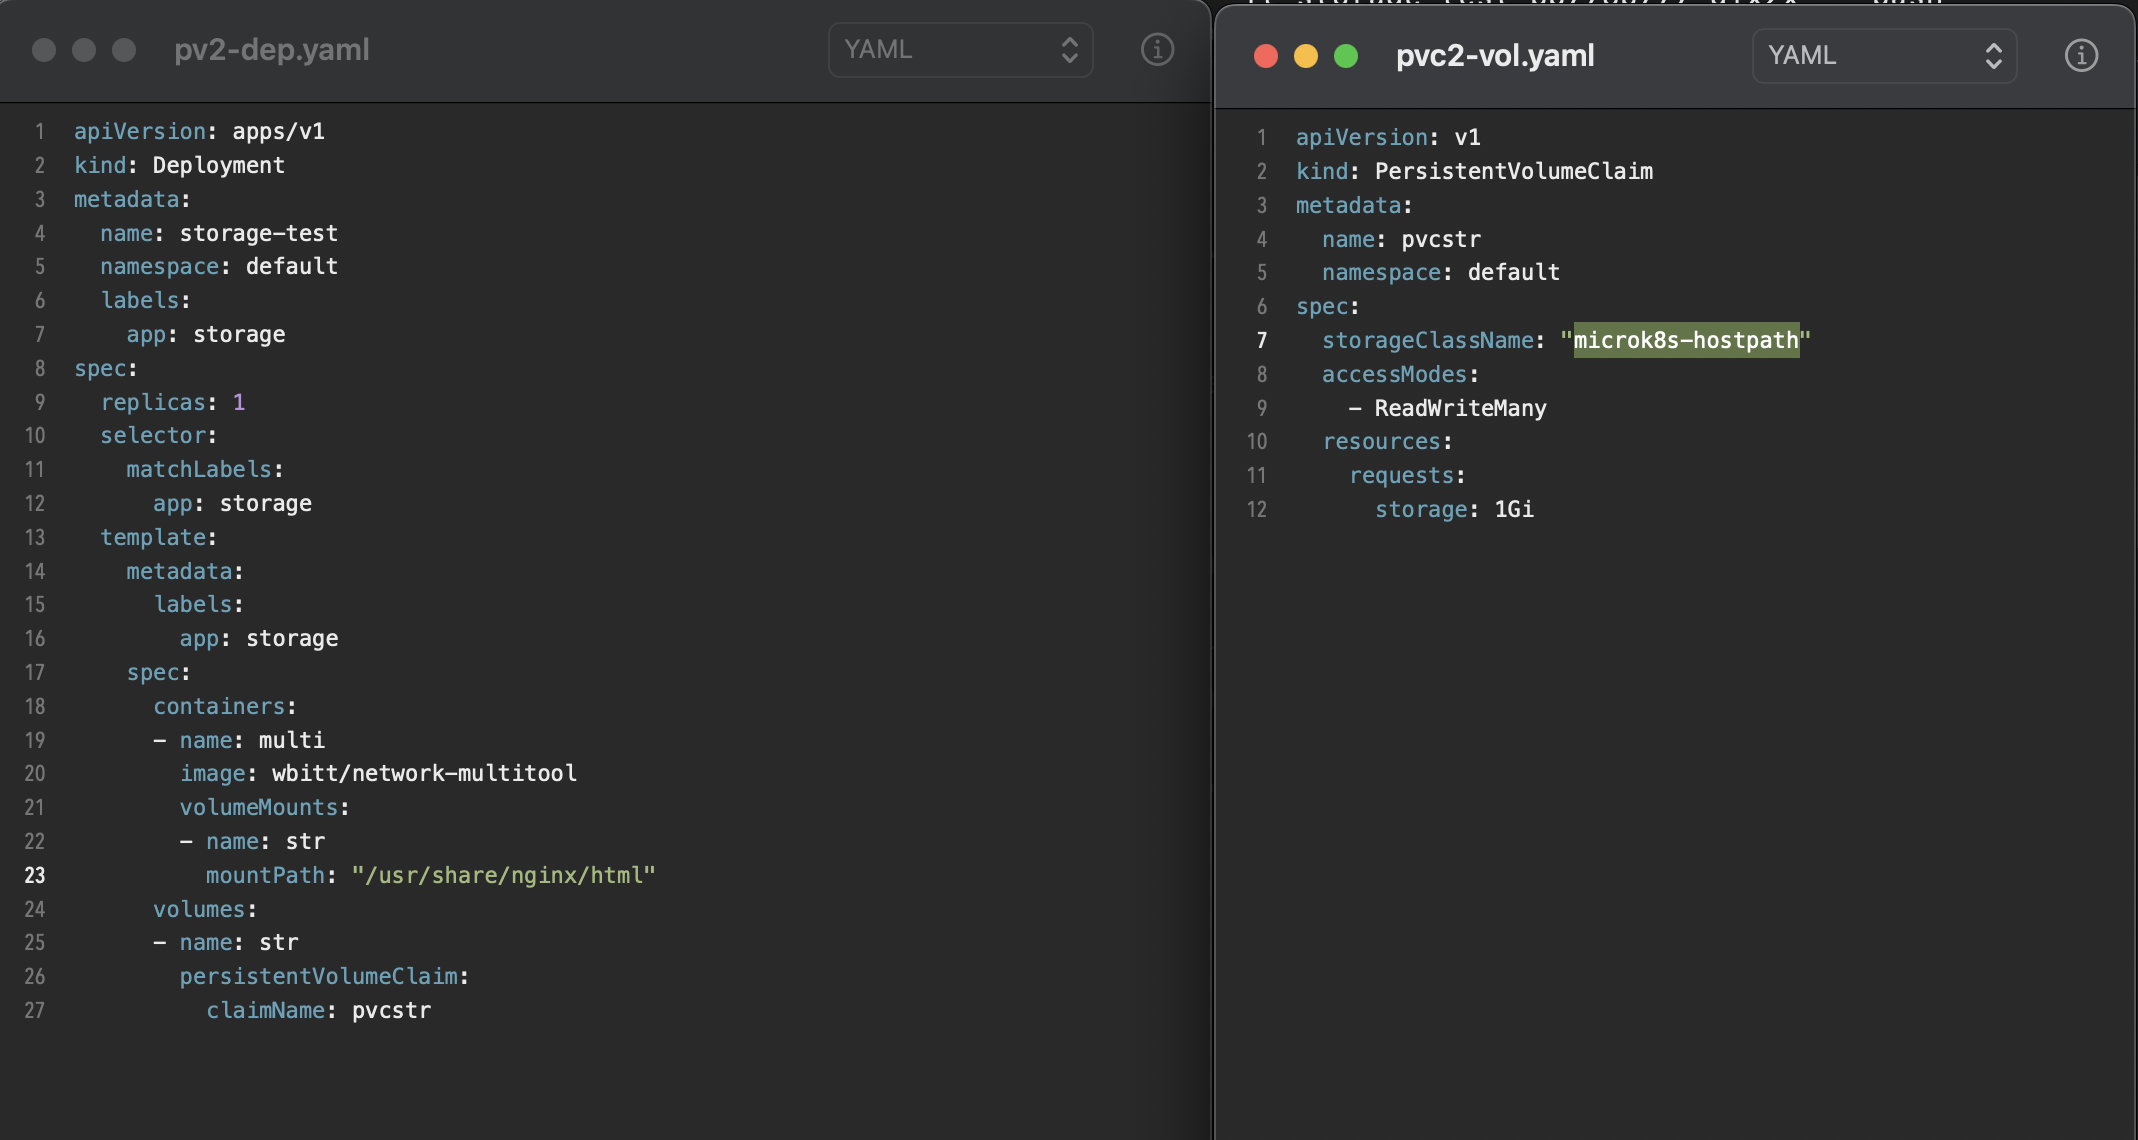 pv2-dep.yaml
YAML
1 apiVersion: apps/v1
2 kind: Deployment
3 metadata:
4   name: storage-test
5   namespace: default
6   labels:
7     app: storage
8 spec:
9   replicas: 1
10   selector:
11     matchLabels:
12       app: storage
13   template:
14     metadata:
15       labels:
16         app: storage
17     spec:
18       containers:
19       - name: multi
20         image: wbitt/network-multitool
21         volumeMounts:
22         - name: str
23           mountPath: "/usr/share/nginx/html"
24       volumes:
25       - name: str
26         persistentVolumeClaim:
27           claimName: pvcstr
pvc2-vol.yaml
YAML
1 apiVersion: v1
2 kind: PersistentVolumeClaim
3 metadata:
4   name: pvcstr
5   namespace: default
6 spec:
7   storageClassName: "microk8s-hostpath"
8   accessModes:
9     - ReadWriteMany
10   resources:
11     requests:
12       storage: 1Gi